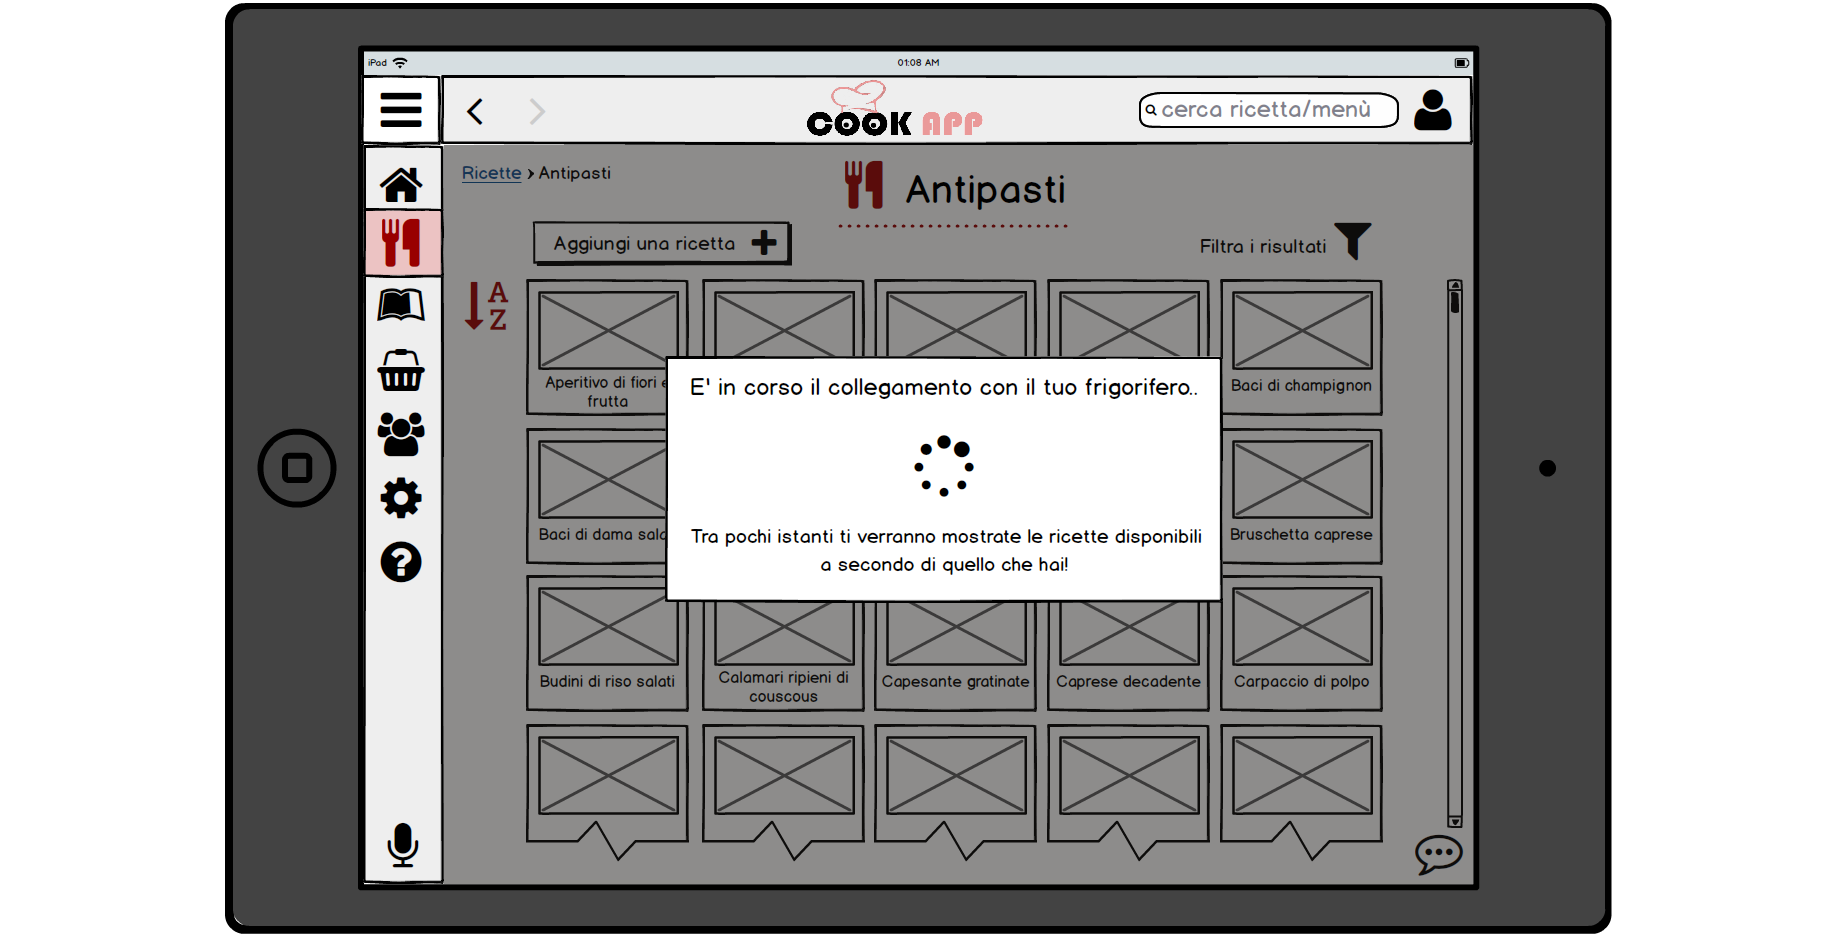 iPad
01:08 AM
COOK APP
cerca ricetta/menù
Ricette › Antipasti
Antipasti
Aggiungi una ricetta
Filtra i risultati
A
Z
Aperitivo di fiori e
frutta
Baci di champignon
E' in corso il collegamento con il tuo frigorifero..
Tra pochi istanti ti verranno mostrate le ricette disponibili
a secondo di quello che hai!
Baci di dama sala
Bruschetta caprese
Budini di riso salati
Calamari ripieni di
couscous
Capesante gratinate
Caprese decadente
Carpaccio di polpo